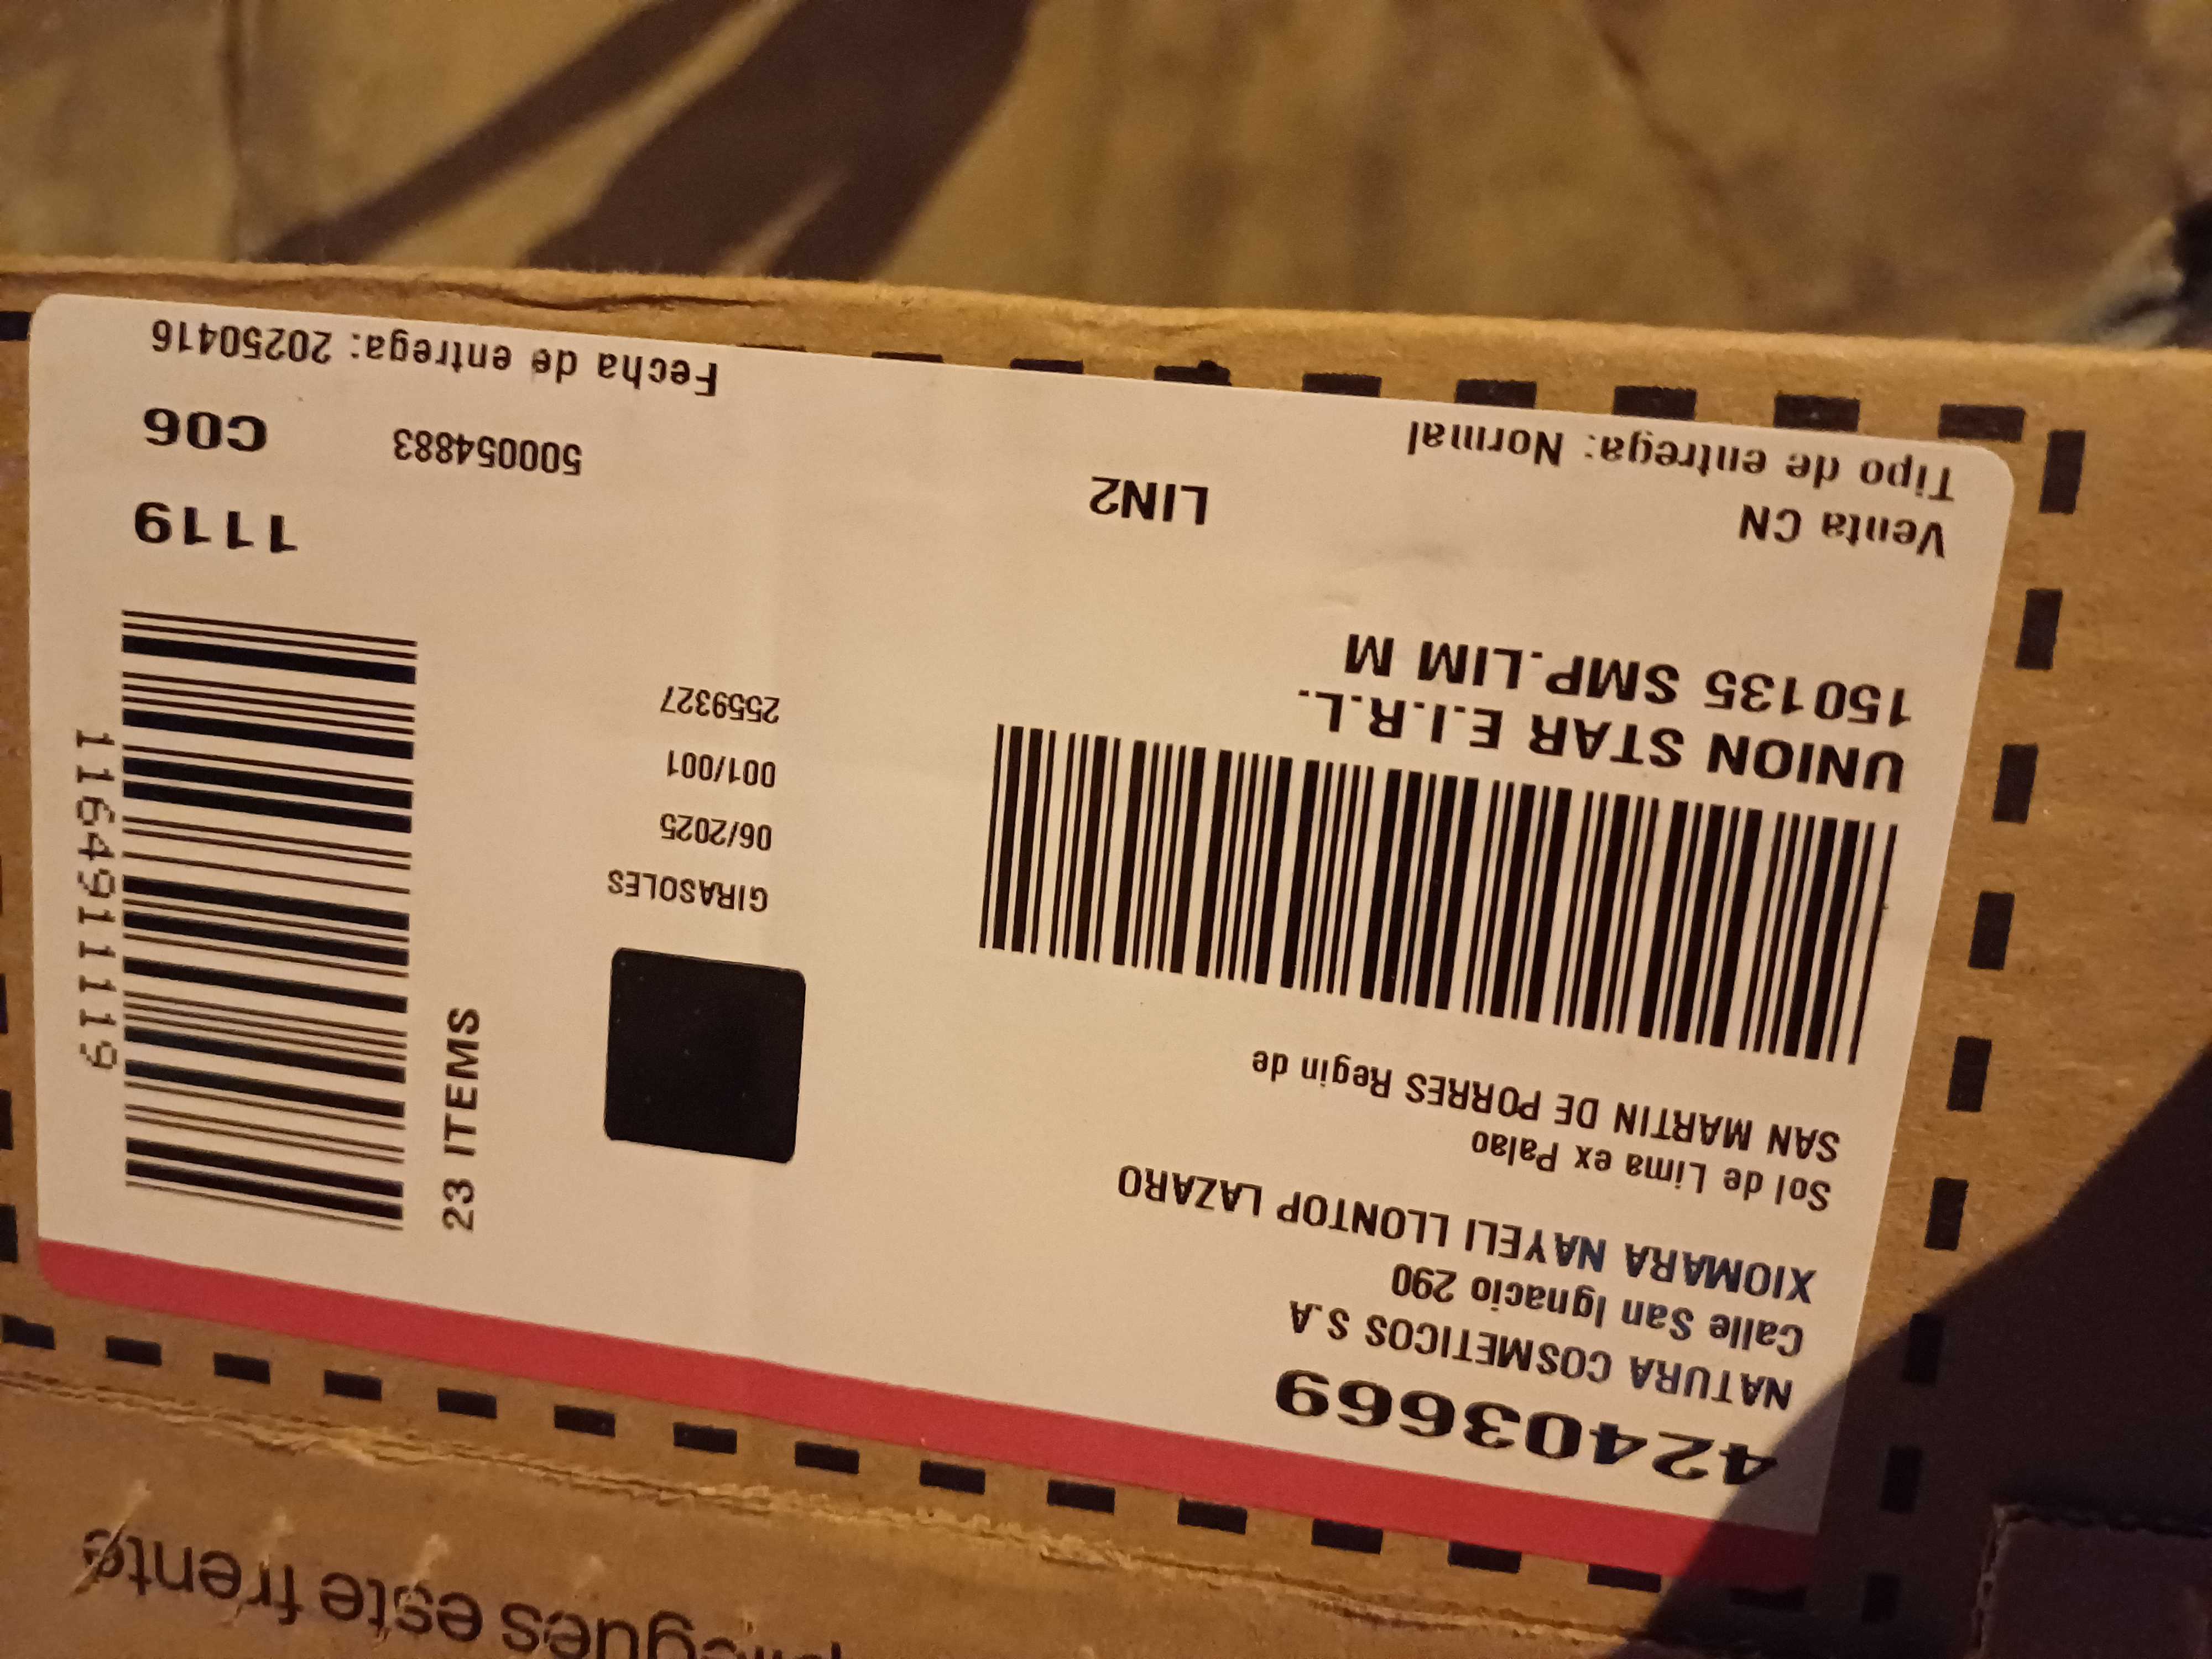 42403669
NATURA COSMETICOS S.A
Calle San Ignacio 290
XIOMARA NAYELI LLONTOP LAZARO
Sol de Lima ex Palao
SAN MARTIN DE PORRES Regin de
UNION STAR E.I.R.L.
150135 SMP.LIM M
Venta CN
LIN2
Tipo de entrega: Normal
23 ITEMS
1164911119
GIRASOLES
06/2025
001/001
2559327
1119
500054883
C06
Fecha de entrega: 20250416
este frente